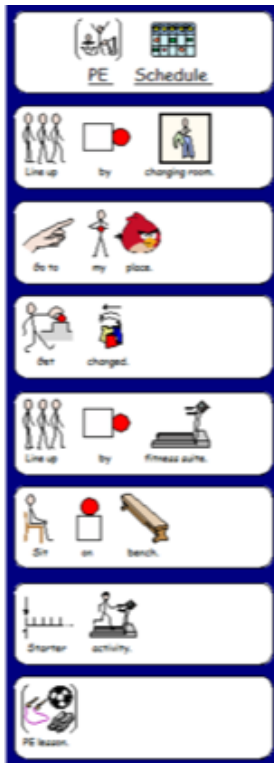 PE Schedule
Line up by changing room.
Go to my place.
Get changed.
Line up by fitness suite.
Sit on bench.
Starter activity.
PE lesson.